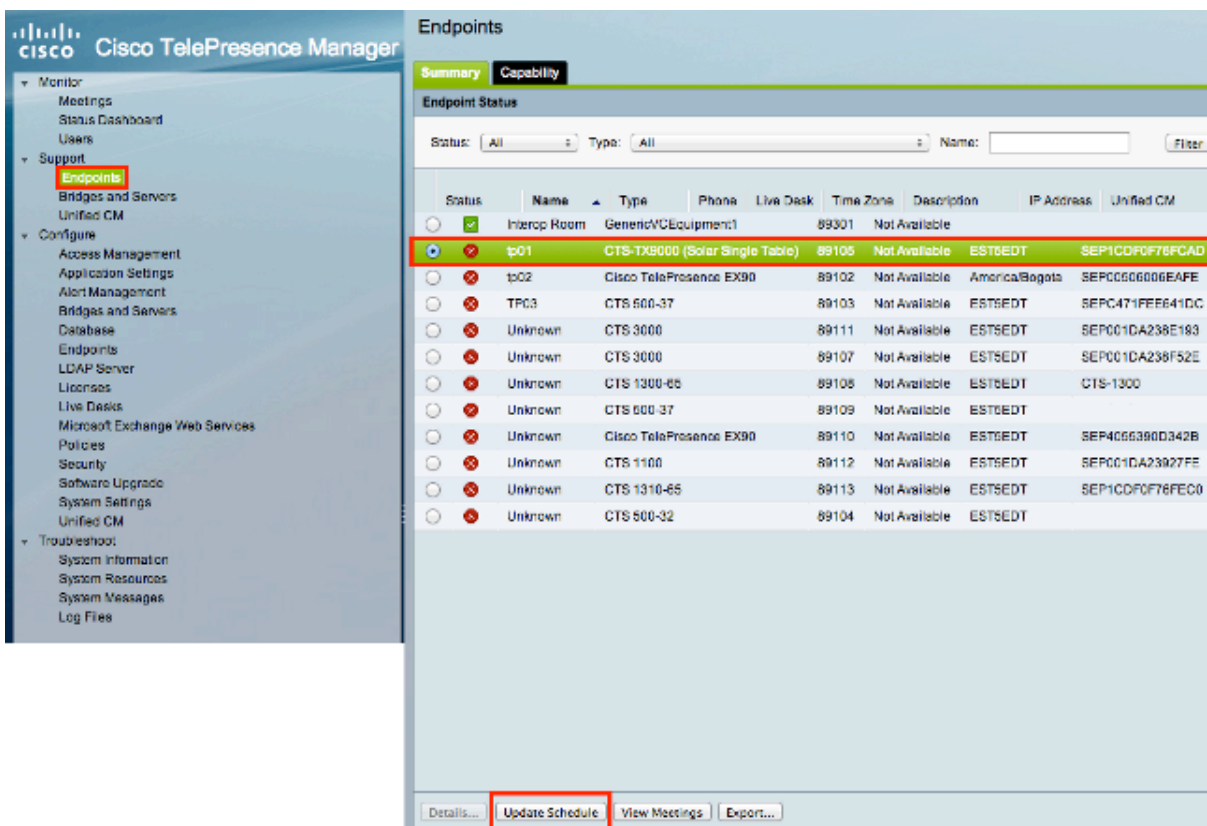 CISCO Cisco TelePresence Manager
Monitor
Meetings
Status Dashboard
Users
Support
Endpoints
Bridges and Servers
Unified CM
Configure
Access Management
Application Settings
Alert Management
Bridges and Servers
Database
Endpoints
LDAP Server
Licenses
Live Desks
Microsoft Exchange Web Services
Policies
Security
Software Upgrade
System Settings
Unified CM
Troubleshoot
System Information
System Resources
System Messages
Log Files
Endpoints
Summary Capability
Endpoint Status
Status: All Type: All Name: Filter
Status Name Type Phone Live Desk Time Zone Description IP Address Unified CM
Interop Room GenericVCEquipment1 89301 Not Available
tp01 CTS-TX9000 (Solar Single Table) 89105 Not Available EST5EDT SEP1CDF0F76FCAD
tp02 Cisco TelePresence EX90 89102 Not Available America/Bogota SEP00506006EAFE
TP03 CTS 500-37 89103 Not Available EST5EDT SEPC471FEE641DC
Unknown CTS 3000 89111 Not Available EST5EDT SEP001DA238E193
Unknown CTS 3000 89107 Not Available EST5EDT SEP001DA238F52E
Unknown CTS 1300-65 89108 Not Available EST5EDT CTS-1300
Unknown CTS 500-37 89109 Not Available EST5EDT
Unknown Cisco TelePresence EX90 89110 Not Available EST5EDT SEP4055390D342B
Unknown CTS 1100 89112 Not Available EST5EDT SEP001DA23927FE
Unknown CTS 1310-65 89113 Not Available EST5EDT SEP1CDF0F76FEC0
Unknown CTS 500-32 89104 Not Available EST5EDT
Details... Update Schedule View Meetings Export...